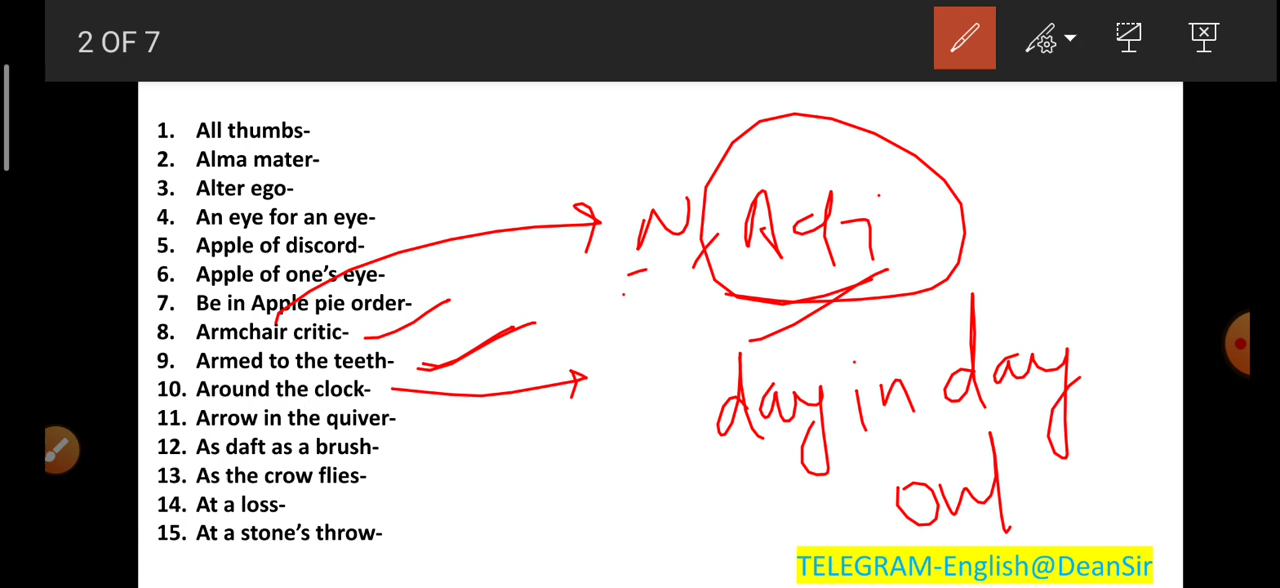 2 OF 7
1. All thumbs-
2. Alma mater-
3. Alter ego-
4. An eye for an eye-
5. Apple of discord-
6. Apple of one's eye-
7. Be in Apple pie order-
8. Armchair critic-
9. Armed to the teeth-
10. Around the clock-
11. Arrow in the quiver-
12. As daft as a brush-
13. As the crow flies-
14. At a loss-
15. At a stone's throw-
N Adj
day in day
out
TELEGRAM-English@DeanSir